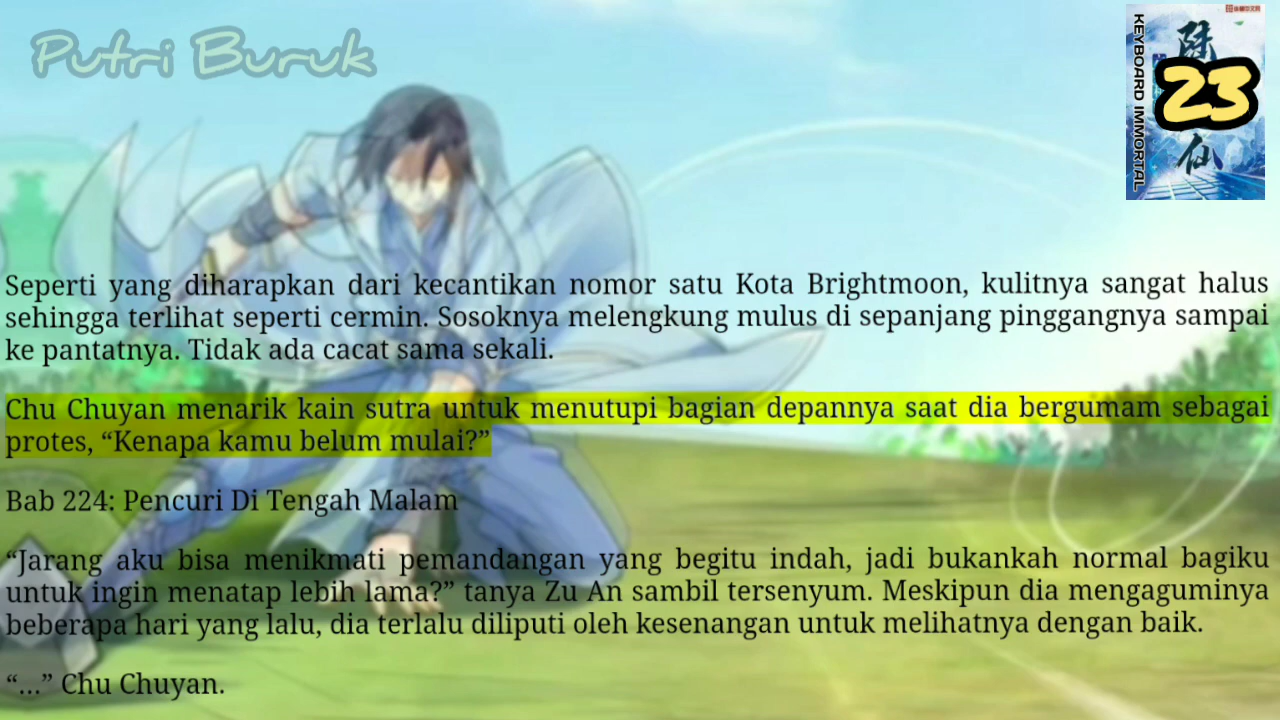 Putri Buruk
KEYBOARD IMMORTAL
陆
23
仙
Seperti yang diharapkan dari kecantikan nomor satu Kota Brightmoon, kulitnya sangat halus
sehingga terlihat seperti cermin. Sosoknya melengkung mulus di sepanjang pinggangnya sampai
ke pantatnya. Tidak ada cacat sama sekali.
Chu Chuyan menarik kain sutra untuk menutupi bagian depannya saat dia bergumam sebagai
protes, “Kenapa kamu belum mulai?”
Bab 224: Pencuri Di Tengah Malam
“Jarang aku bisa menikmati pemandangan yang begitu indah, jadi bukankah normal bagiku
untuk ingin menatap lebih lama?” tanya Zu An sambil tersenyum. Meskipun dia mengaguminya
beberapa hari yang lalu, dia terlalu diliputi oleh kesenangan untuk melihatnya dengan baik.
“…” Chu Chuyan.